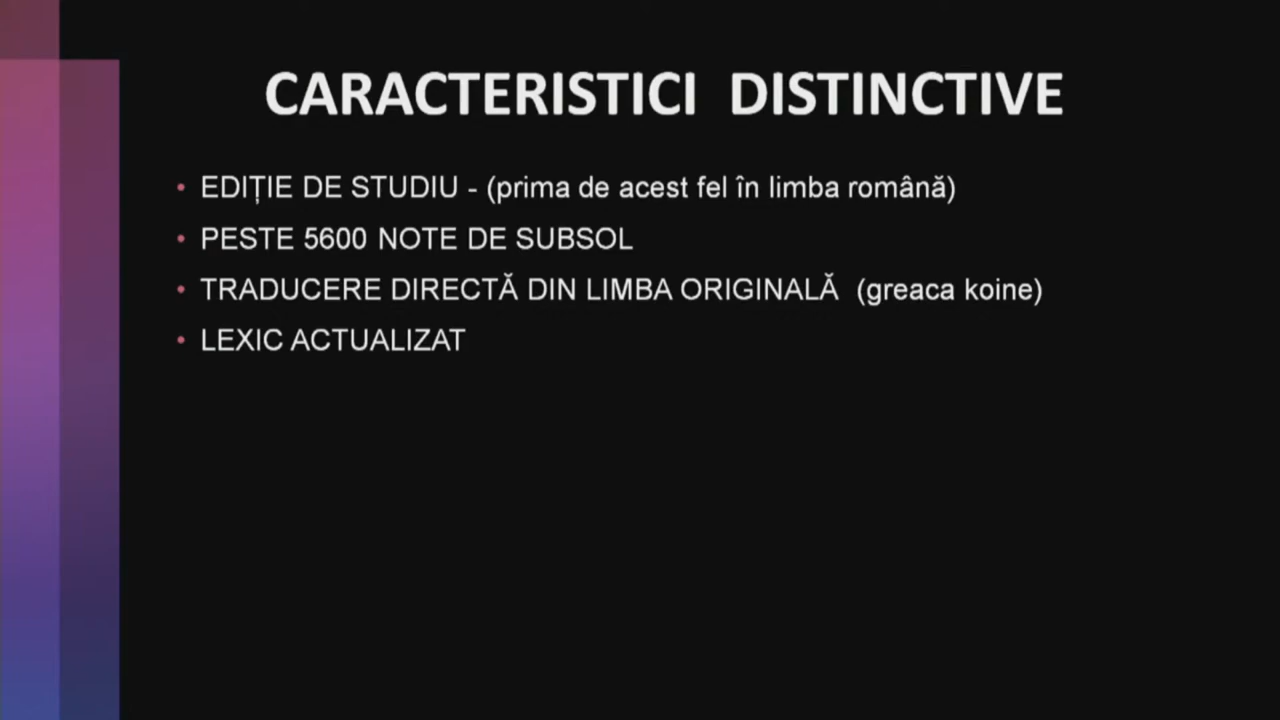 CARACTERISTICI DISTINCTIVE
• EDIȚIE DE STUDIU - (prima de acest fel în limba română)
• PESTE 5600 NOTE DE SUBSOL
• TRADUCERE DIRECTĂ DIN LIMBA ORIGINALĂ (greaca koine)
• LEXIC ACTUALIZAT